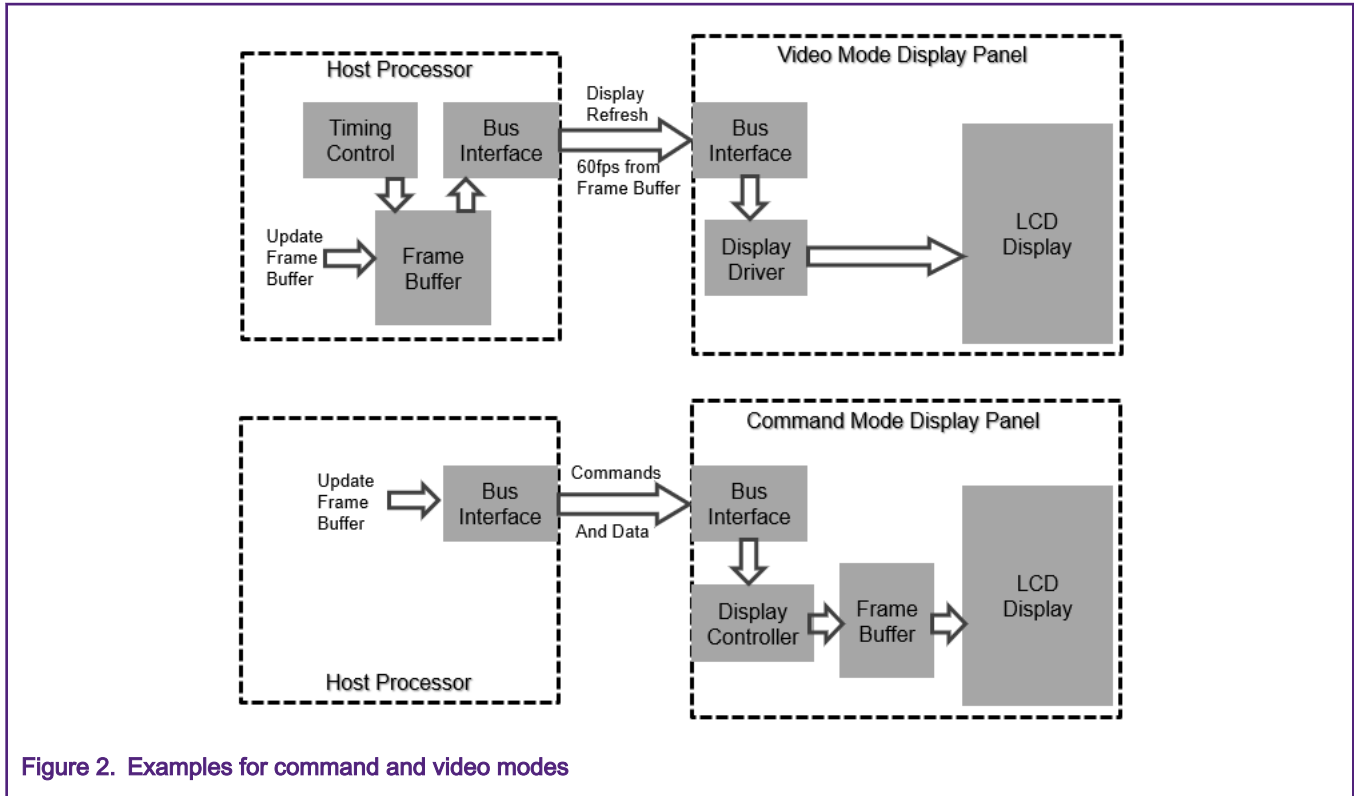 Host Processor
Timing
Control
Bus
Interface
Update
Frame
Buffer
Frame
Buffer
Display
Refresh
60fps from
Frame Buffer
Video Mode Display Panel
Bus
Interface
Display
Driver
LCD
Display
Update
Frame
Buffer
Bus
Interface
Host Processor
Commands
And Data
Command Mode Display Panel
Bus
Interface
Display
Controller
Frame
Buffer
LCD
Display
Figure 2. Examples for command and video modes